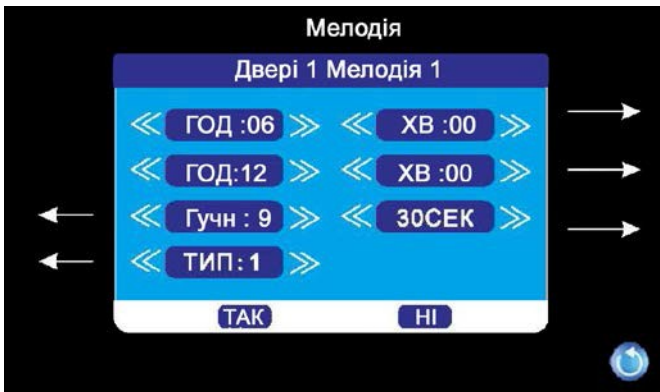 Мелодія
Двері 1 Мелодія 1
ГОД :06 ХВ :00
ГОД:12 ХВ :00
Гучн : 9 30СЕК
ТИП: 1
ТАК НІ